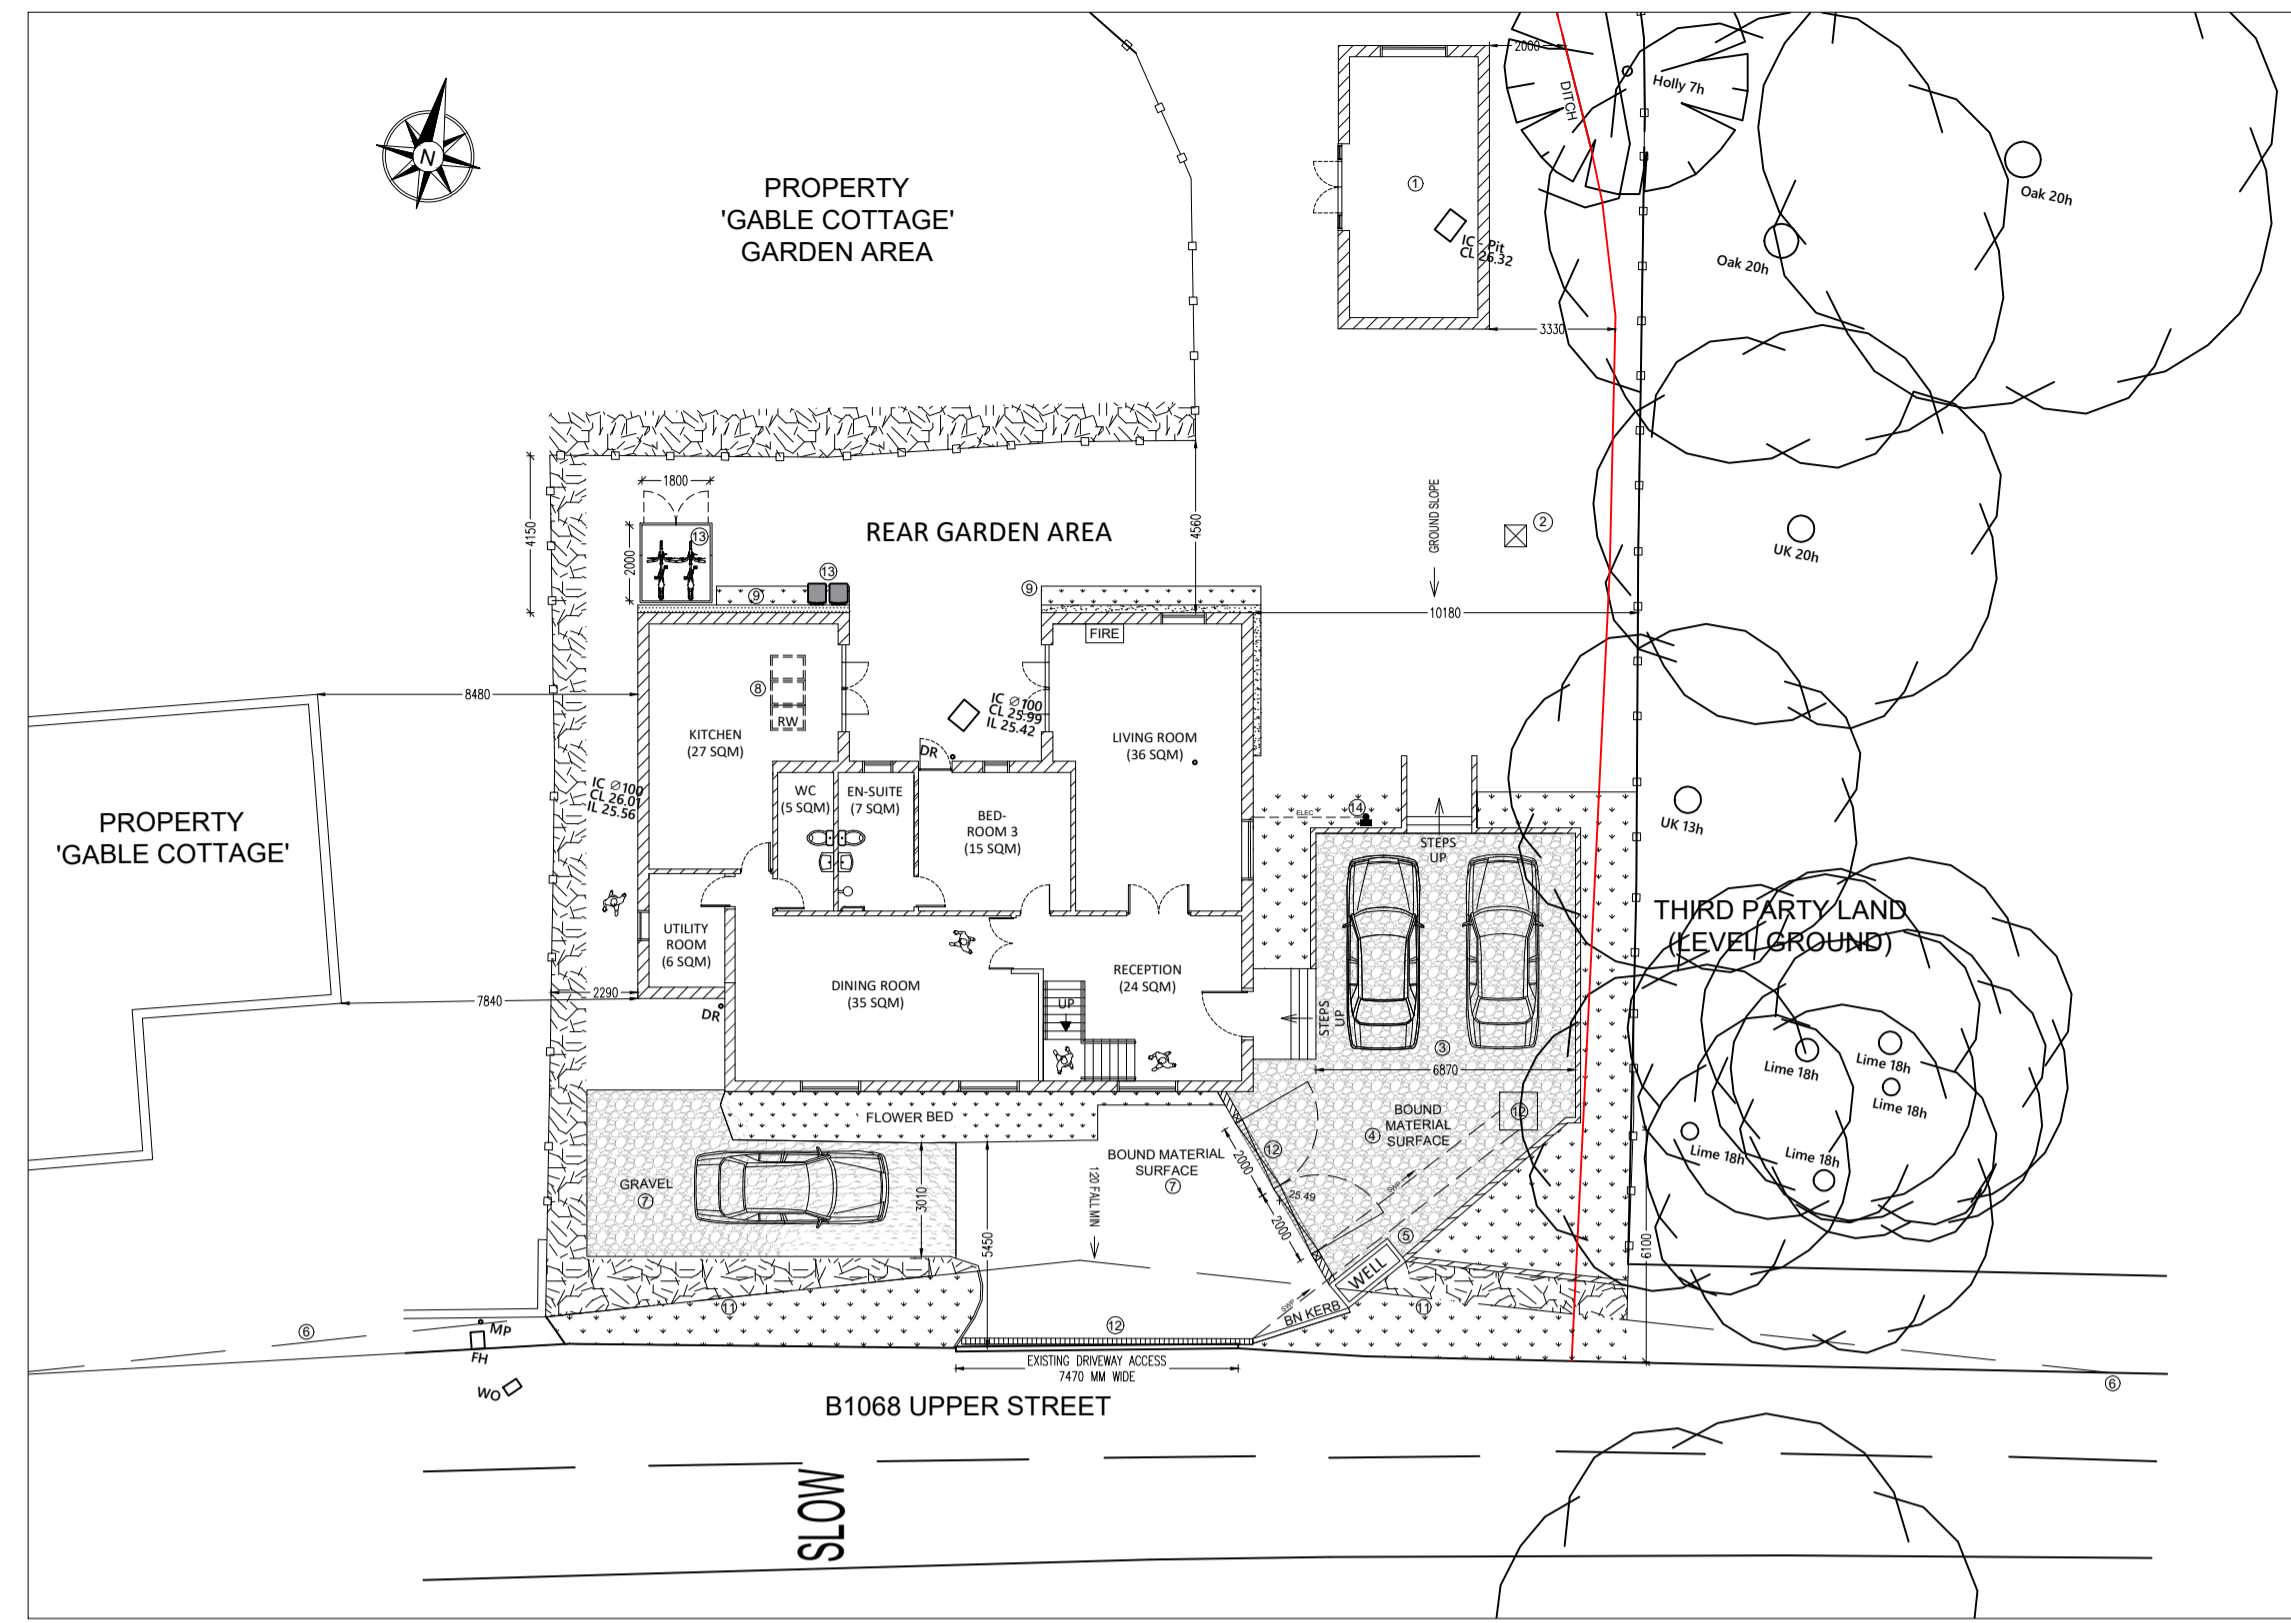 N
PROPERTY
'GABLE COTTAGE'
GARDEN AREA
2000
DITCH
Holly 7h
1
IC - Pit
CL 26.32
3330
Oak 20h
Oak 20h
1800
4150
2000
13
REAR GARDEN AREA
4560
GROUND SLOPE
2
UK 20h
13
9
9
10180
FIRE
8480
8
RW
KITCHEN
(27 SQM)
IC Ø100
CL 25.99
IL 25.42
DR
LIVING ROOM
(36 SQM)
IC Ø100
CL 26.01
IL 25.56
WC
(5 SQM)
EN-SUITE
(7 SQM)
BED-
ROOM 3
(15 SQM)
ELEC
14
STEPS
UP
UK 13h
PROPERTY
'GABLE COTTAGE'
THIRD PARTY LAND
(LEVEL GROUND)
UTILITY
ROOM
(6 SQM)
DINING ROOM
(35 SQM)
RECEPTION
(24 SQM)
UP
STEPS
UP
7840
2290
DR
3
6870
Lime 18h
Lime 18h
Lime 18h
Lime 18h
Lime 18h
FLOWER BED
BOUND
MATERIAL
SURFACE
4
12
12
BOUND MATERIAL
SURFACE
7
GRAVEL
7
3010
5450
120 FALL MIN
2000
25.49
2000
SWP
5
WELL
6100
SWP
BN KERB
11
11
12
6
MP
FH
WO
EXISTING DRIVEWAY ACCESS
7470 MM WIDE
6
B1068 UPPER STREET
SLOW